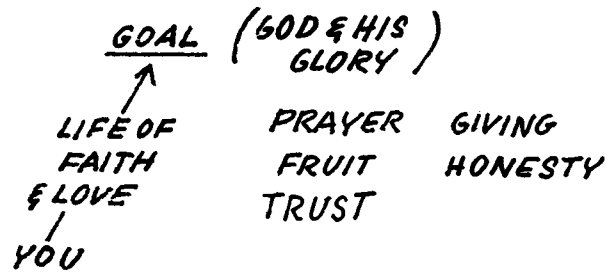 GOAL (GOD & HIS
GLORY)
LIFE OF PRAYER GIVING
FAITH FRUIT HONESTY
& LOVE TRUST
YOU